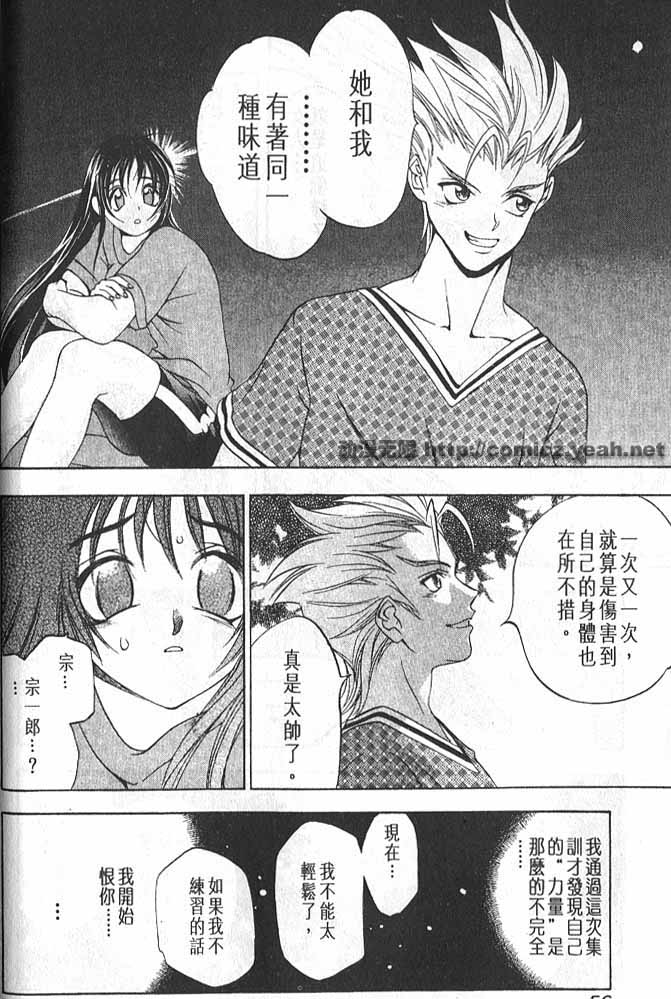 她和我
………
有著同一
種味道
动漫无限 http://comicz.yeah.net
一次又一次，
就算是傷害到
自己的身體也
在所不措。
真是太帥了。
宗…
宗一郎…？
…
我通過這次集
訓才發現自己
的“力量”是
那麽的不完全
……
現在…
我不能太
輕鬆了，
如果我不
練習的話
我開始
恨你……
…